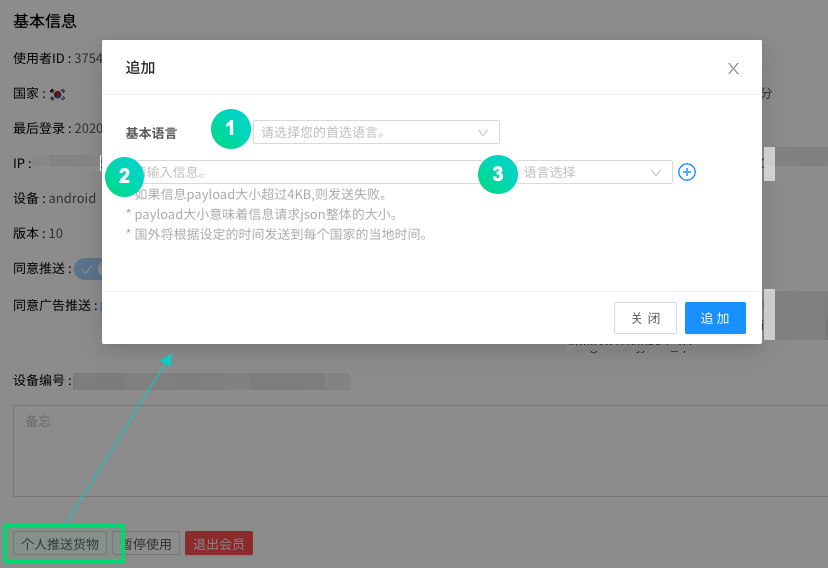 基本信息
使用者ID : 3754
国家 :
最后登录 : 2020
分
IP :
设备 : android
版本 : 10
同意推送 :
同意广告推送 :
追加
基本语言
1
请选择您的首选语言。
2
输入信息。
3
语言选择
如果信息payload大小超过4KB,则发送失败。
* payload大小意味着信息请求json整体的大小。
* 国外将根据设定的时间发送到每个国家的当地时间。
关 闭
追 加
设备编号 :
备忘
个人推送货物
暂停使用
退出会员